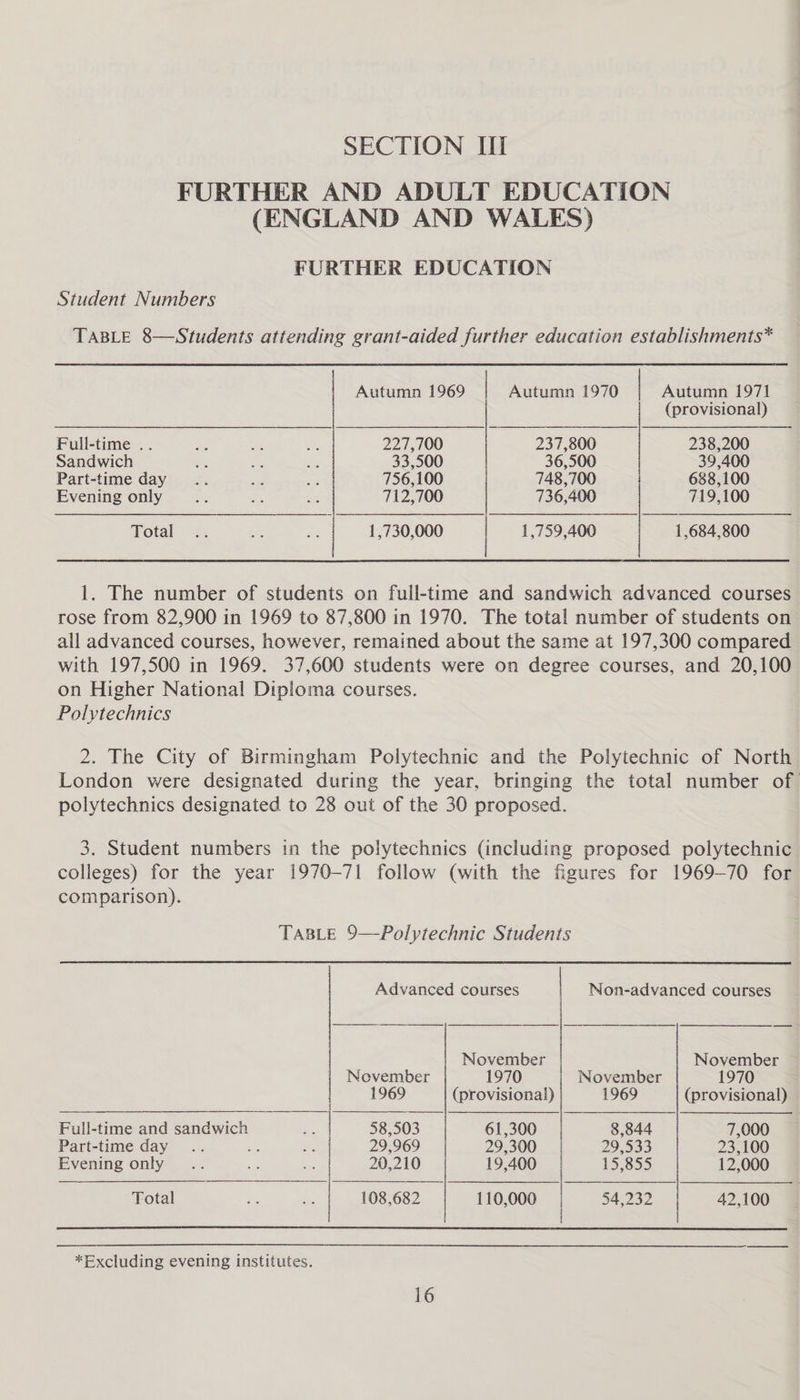 SECTION III
FURTHER AND ADULT EDUCATION
(ENGLAND AND WALES)
FURTHER EDUCATION
Student Numbers
TABLE 8—Students attending grant-aided further education establishments*
Autumn 1969 Autumn 1970 Autumn 1971
(provisional)
Full-time .. .. .. .. 227,700 237,800 238,200
Sandwich .. .. .. 33,500 36,500 39,400
Part-time day .. .. .. 756,100 748,700 688,100
Evening only .. .. .. 712,700 736,400 719,100
Total .. .. .. 1,730,000 1,759,400 1,684,800
1. The number of students on full-time and sandwich advanced courses
rose from 82,900 in 1969 to 87,800 in 1970. The total number of students on
all advanced courses, however, remained about the same at 197,300 compared
with 197,500 in 1969. 37,600 students were on degree courses, and 20,100
on Higher National Diploma courses.
Polytechnics
2. The City of Birmingham Polytechnic and the Polytechnic of North
London were designated during the year, bringing the total number of
polytechnics designated to 28 out of the 30 proposed.
3. Student numbers in the polytechnics (including proposed polytechnic
colleges) for the year 1970–71 follow (with the figures for 1969–70 for
comparison).
TABLE 9—Polytechnic Students
Advanced courses Non-advanced courses
November November
November 1970 November 1970
1969 (provisional) 1969 (provisional)
Full-time and sandwich .. 58,503 61,300 8,844 7,000
Part-time day .. .. .. 29,969 29,300 29,533 23,100
Evening only .. .. .. 20,210 19,400 15,855 12,000
Total .. .. 108,682 110,000 54,232 42,100
*Excluding evening institutes.
16